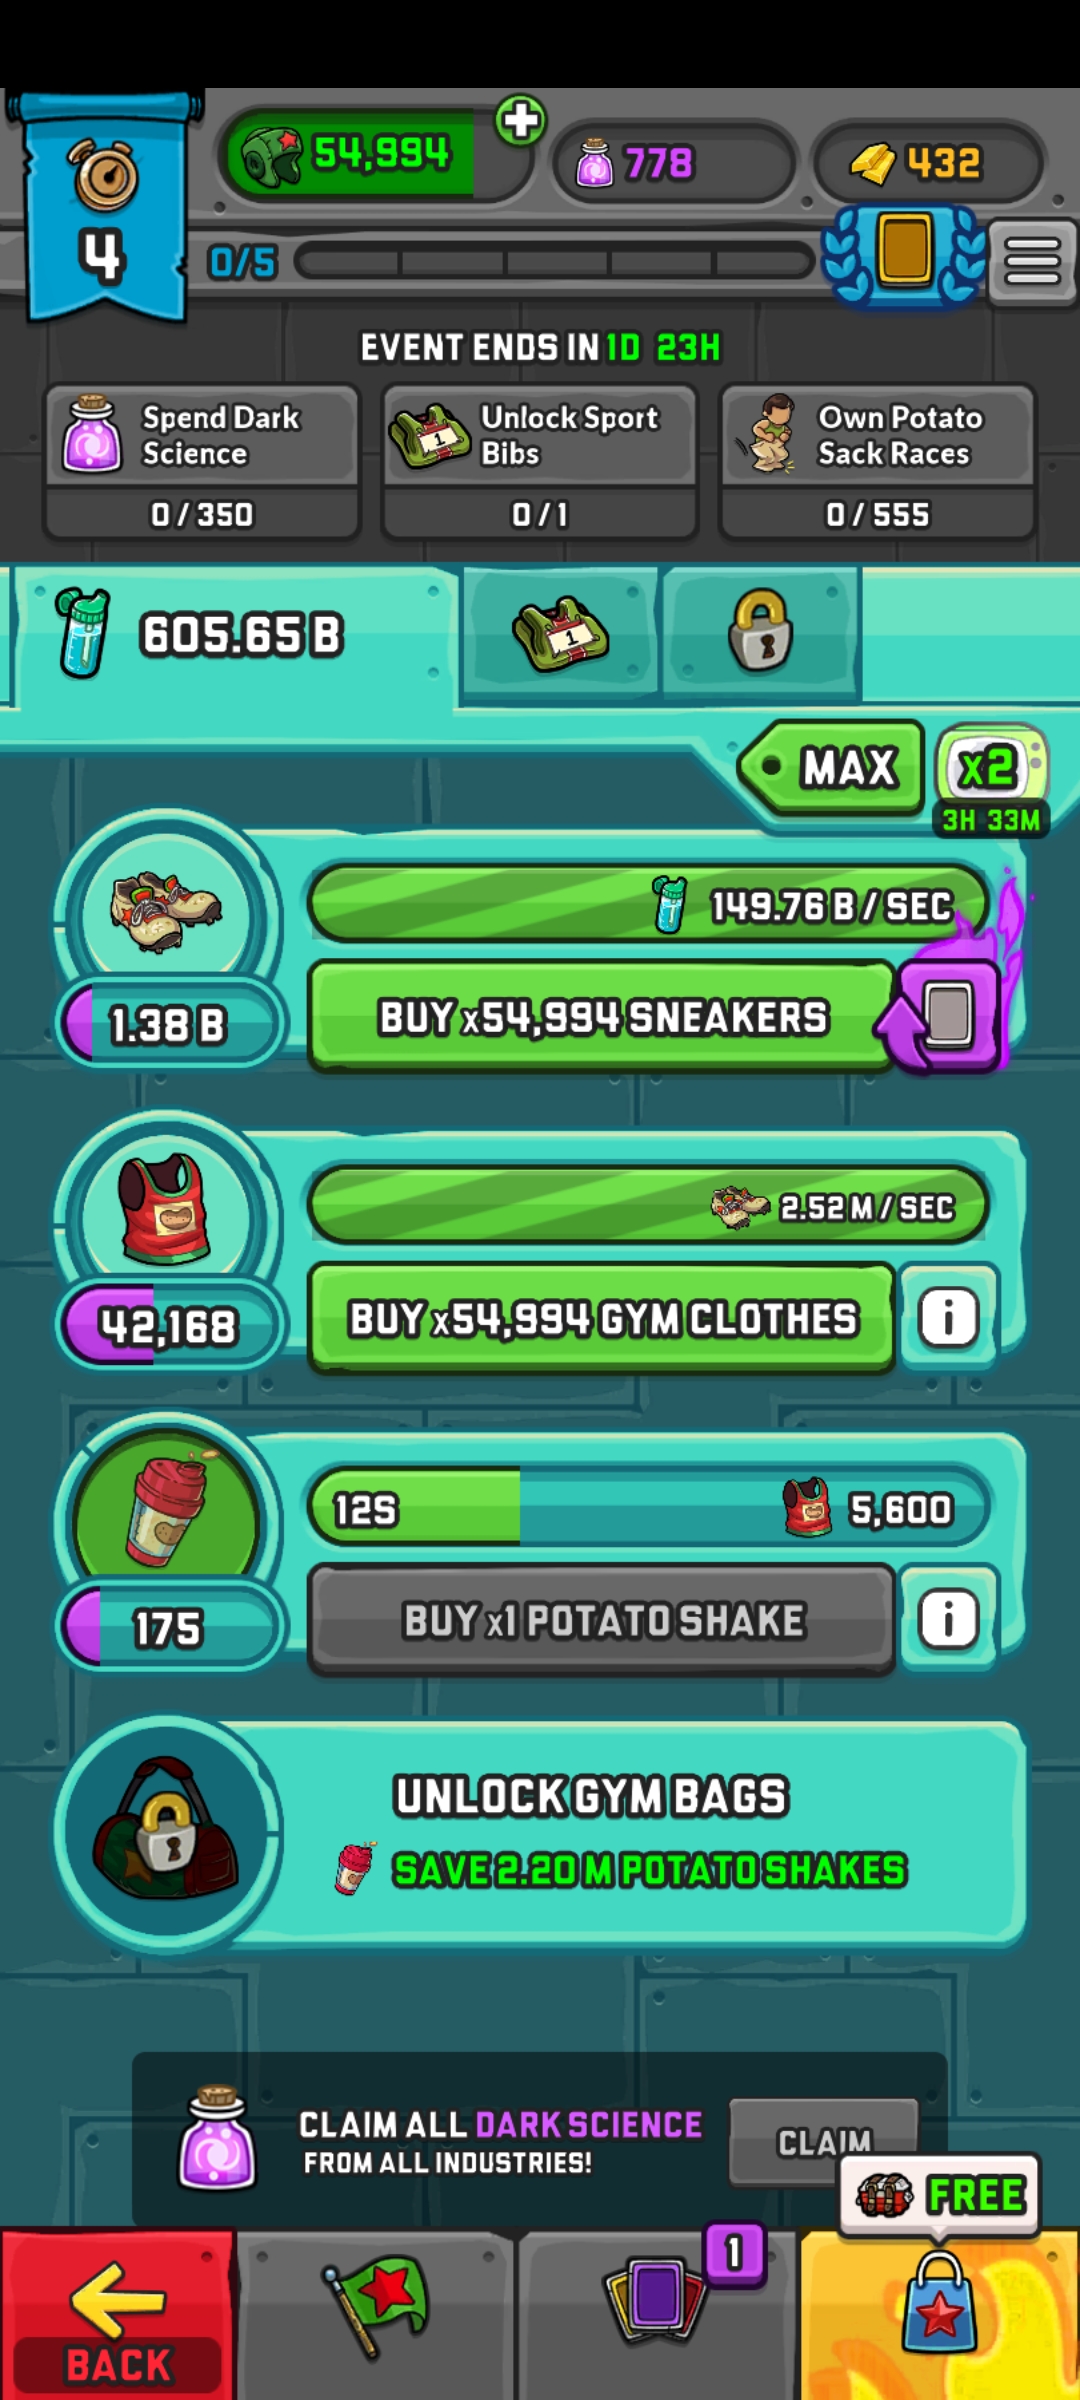 54,994
778
432
4
0/5
EVENT ENDS IN 1D 23H
Spend Dark Science
0 / 350
1
Unlock Sport Bibs
0 / 1
Own Potato Sack Races
0 / 555
605.65 B
1
MAX
x2
3H 33M
149.76 B / SEC
1.38 B
BUY x54,994 SNEAKERS
2.52 M / SEC
42,168
BUY x54,994 GYM CLOTHES
i
12S
5,600
175
BUY x1 POTATO SHAKE
i
UNLOCK GYM BAGS
SAVE 2.20 M POTATO SHAKES
CLAIM ALL DARK SCIENCE
FROM ALL INDUSTRIES!
CLAIM
FREE
1
BACK